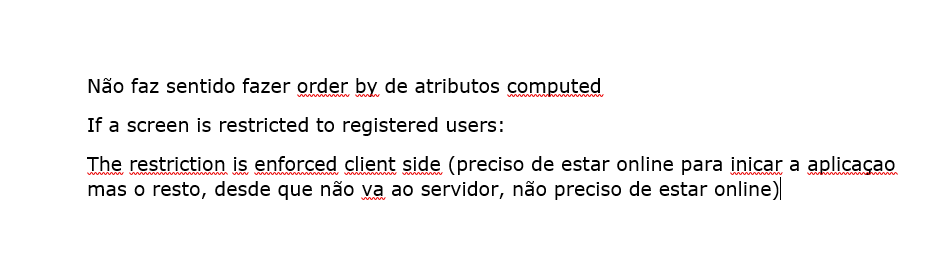 Não faz sentido fazer order by de atributos computed
If a screen is restricted to registered users:
The restriction is enforced client side (preciso de estar online para inicar a aplicaçao
mas o resto, desde que não va ao servidor, não preciso de estar online)